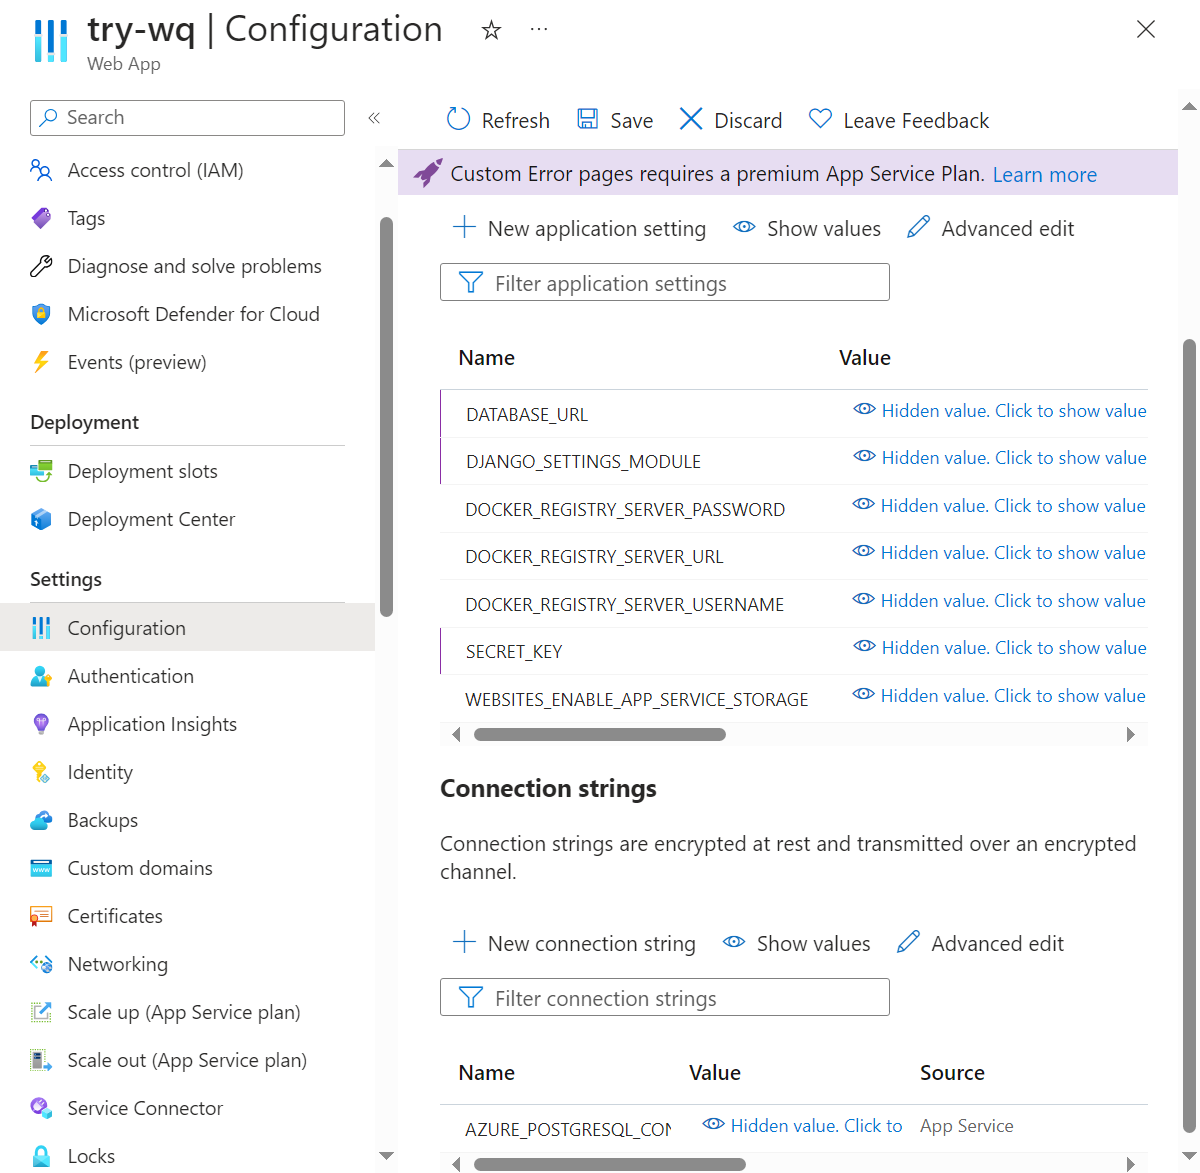 try-wq | Configuration
Web App
Search
Access control (IAM)
Tags
Diagnose and solve problems
Microsoft Defender for Cloud
Events (preview)
Deployment
Deployment slots
Deployment Center
Settings
Configuration
Authentication
Application Insights
Identity
Backups
Custom domains
Certificates
Networking
Scale up (App Service plan)
Scale out (App Service plan)
Service Connector
Locks
Refresh Save Discard Leave Feedback
Custom Error pages requires a premium App Service Plan. Learn more
New application setting Show values Advanced edit
Filter application settings
Name Value
DATABASE_URL Hidden value. Click to show value
DJANGO_SETTINGS_MODULE Hidden value. Click to show value
DOCKER_REGISTRY_SERVER_PASSWORD Hidden value. Click to show value
DOCKER_REGISTRY_SERVER_URL Hidden value. Click to show value
DOCKER_REGISTRY_SERVER_USERNAME Hidden value. Click to show value
SECRET_KEY Hidden value. Click to show value
WEBSITES_ENABLE_APP_SERVICE_STORAGE Hidden value. Click to show value
Connection strings
Connection strings are encrypted at rest and transmitted over an encrypted
channel.
New connection string Show values Advanced edit
Filter connection strings
Name Value Source
AZURE_POSTGRESQL_CON Hidden value. Click to App Service